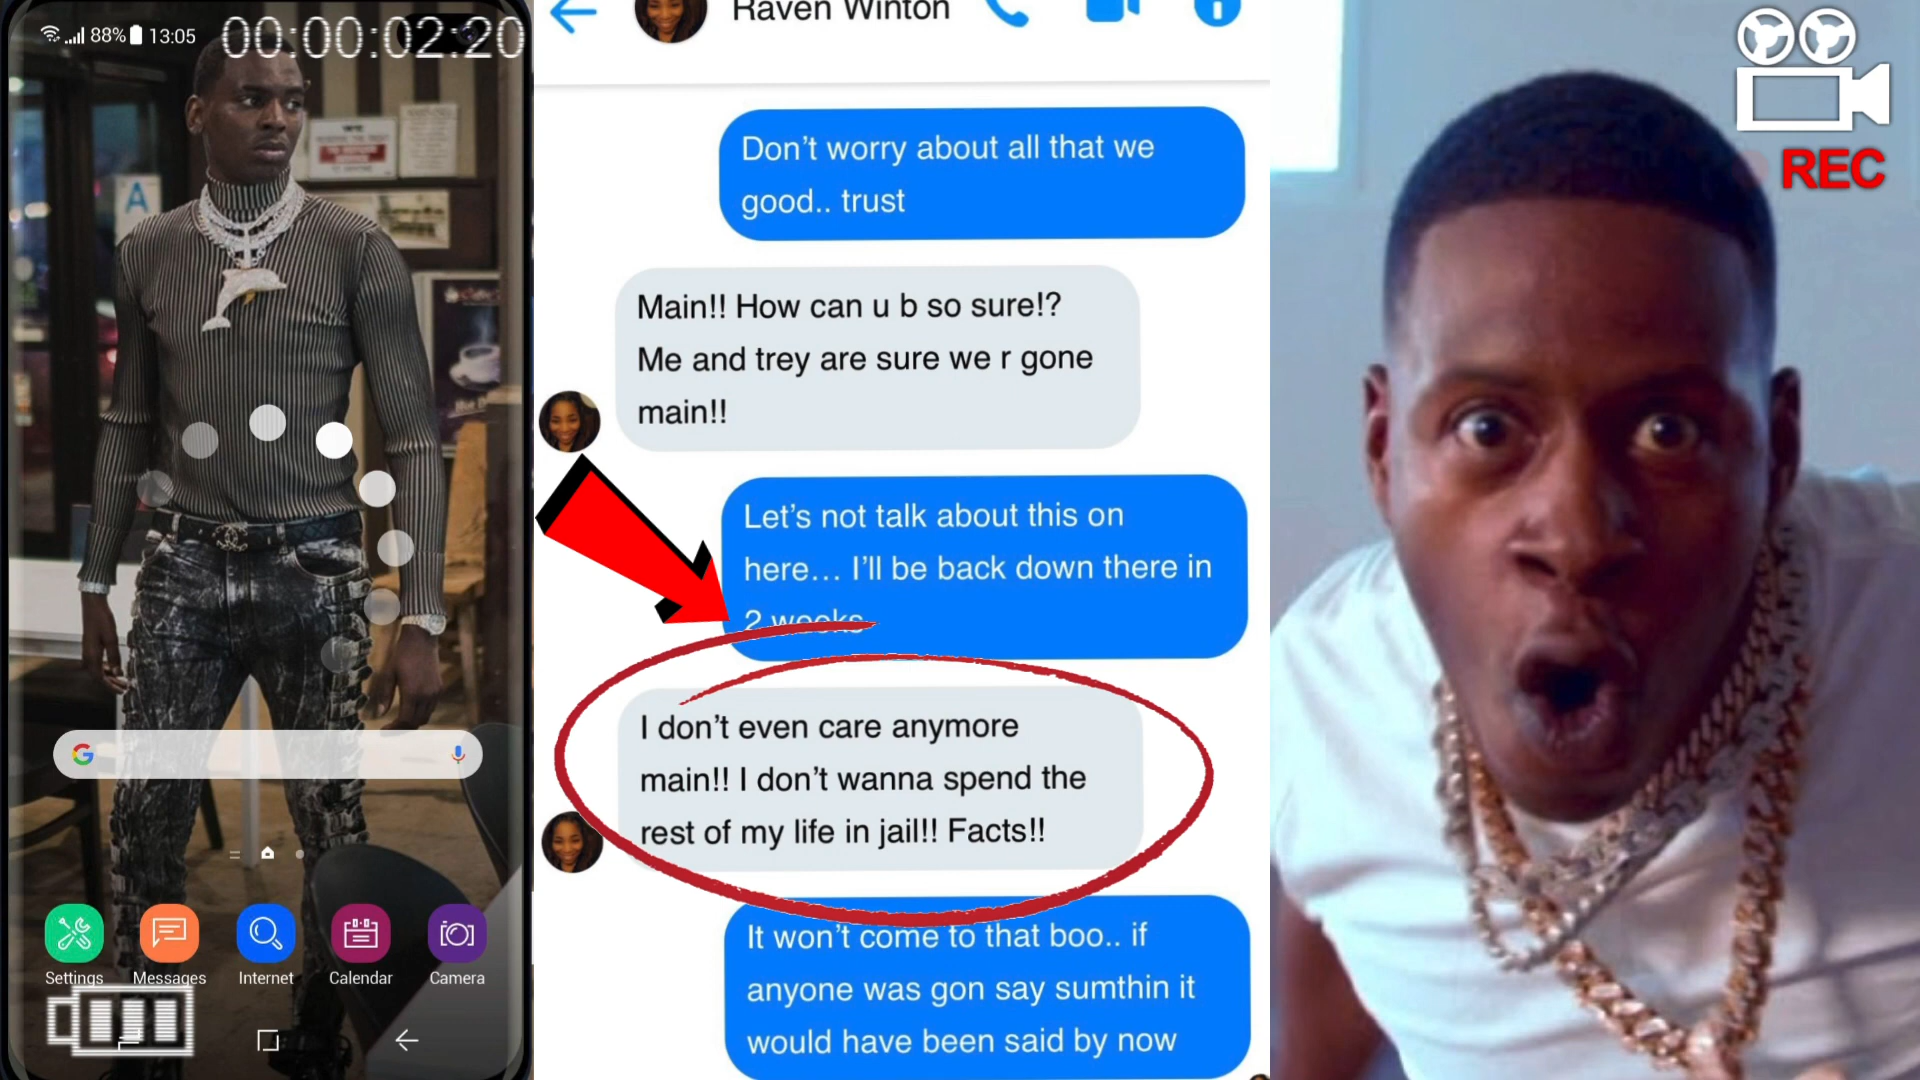 88% 13:05
00:00:02:20
A
G
Settings
Messages
Internet
Calendar
Camera
Raven Winton
Don't worry about all that we
good.. trust
Main!! How can u b so sure!?
Me and trey are sure we r gone
main!!
Let's not talk about this on
here... I'll be back down there in
2 weeks
I don't even care anymore
main!! I don't wanna spend the
rest of my life in jail!! Facts!!
It won't come to that boo.. if
anyone was gon say sumthin it
would have been said by now
REC